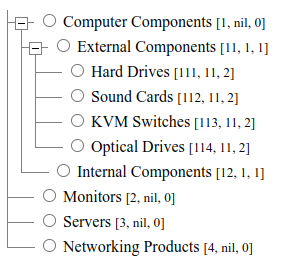 Computer Components [1, nil, 0]
External Components [11, 1, 1]
Hard Drives [111, 11, 2]
Sound Cards [112, 11, 2]
KVM Switches [113, 11, 2]
Optical Drives [114, 11, 2]
Internal Components [12, 1, 1]
Monitors [2, nil, 0]
Servers [3, nil, 0]
Networking Products [4, nil, 0]